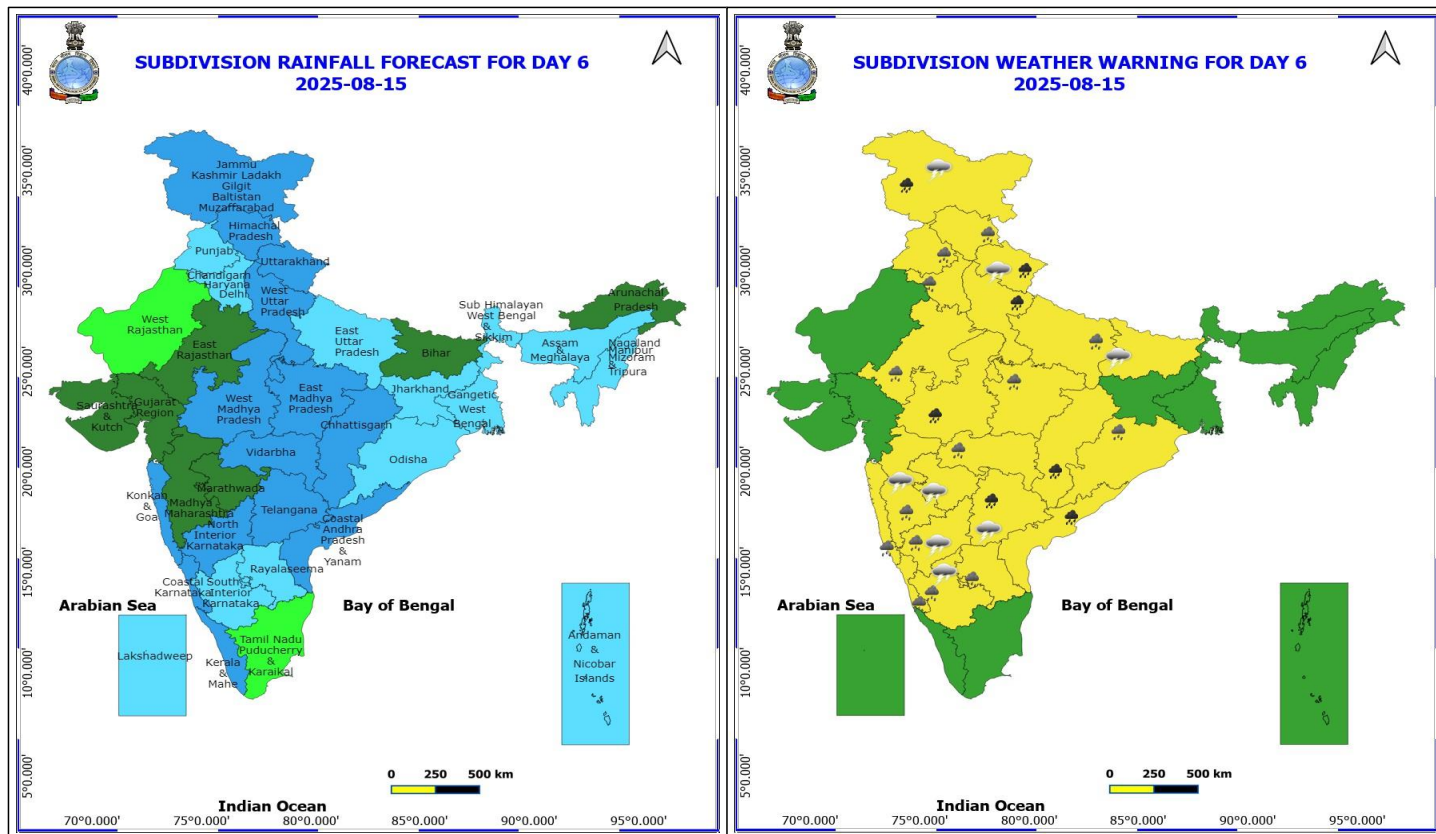 SUBDIVISION RAINFALL FORECAST FOR DAY 6
2025-08-15
40°0.000'
35°0.000'
30°0.000'
25°0.000'
20°0.000'
15°0.000'
10°0.000'
5°0.000'
Jammu
Kashmir Ladakh
Gilgit
Baltistan
Muzaffarabad
Himachal
Pradesh
Punjab
Uttarakhand
Chandigarh
Haryana
Delhi
West
Uttar
Pradesh
West
Rajasthan
East
Rajasthan
East
Uttar
Pradesh
Bihar
Sub Himalayan
West Bengal
&
Sikkim
Arunachal
Pradesh
Assam
&
Meghalaya
Nagaland
Manipur
Mizoram
&
Tripura
Saurashtra
&
Kutch
Gujarat
Region
West
Madhya
Pradesh
East
Madhya
Pradesh
Jharkhand
Gangetic
West
Bengal
Chhattisgarh
Vidarbha
Odisha
Konkan
&
Goa
Madhya
Maharashtra
Marathwada
Telangana
North
Interior
Karnataka
Coastal
Andhra
Pradesh
&
Yanam
Rayalaseema
Coastal
Karnataka
South
Interior
Karnataka
Arabian Sea
Bay of Bengal
Lakshadweep
Tamil Nadu
Puducherry
&
Karaikal
Kerala
&
Mahe
Andaman
&
Nicobar
Islands
0 250 500 km
Indian Ocean
70°0.000' 75°0.000' 80°0.000' 85°0.000' 90°0.000' 95°0.000'
SUBDIVISION WEATHER WARNING FOR DAY 6
2025-08-15
40°0.000'
35°0.000'
30°0.000'
25°0.000'
20°0.000'
15°0.000'
10°0.000'
5°0.000'
Arabian Sea
Bay of Bengal
0 250 500 km
Indian Ocean
70°0.000' 75°0.000' 80°0.000' 85°0.000' 90°0.000' 95°0.000'